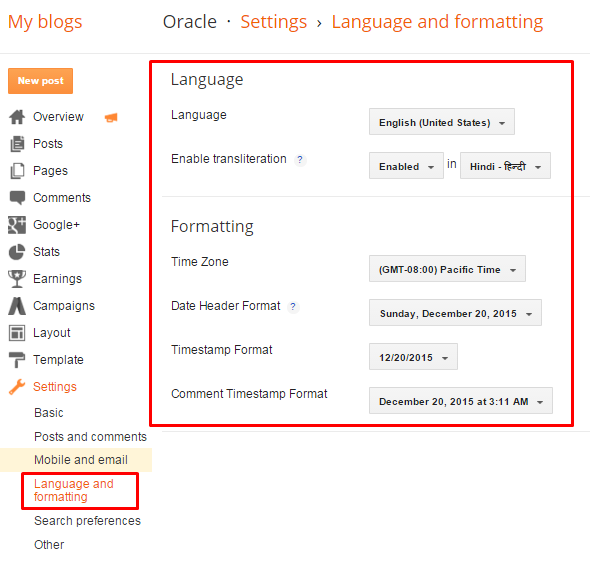 My blogs
Oracle · Settings › Language and formatting
New post
Overview
Posts
Pages
Comments
Google+
Stats
Earnings
Campaigns
Layout
Template
Settings
Basic
Posts and comments
Mobile and email
Language and
formatting
Search preferences
Other
Language
Language English (United States)
Enable transliteration ? Enabled in Hindi - हिन्दी
Formatting
Time Zone (GMT-08:00) Pacific Time
Date Header Format ? Sunday, December 20, 2015
Timestamp Format 12/20/2015
Comment Timestamp Format December 20, 2015 at 3:11 AM